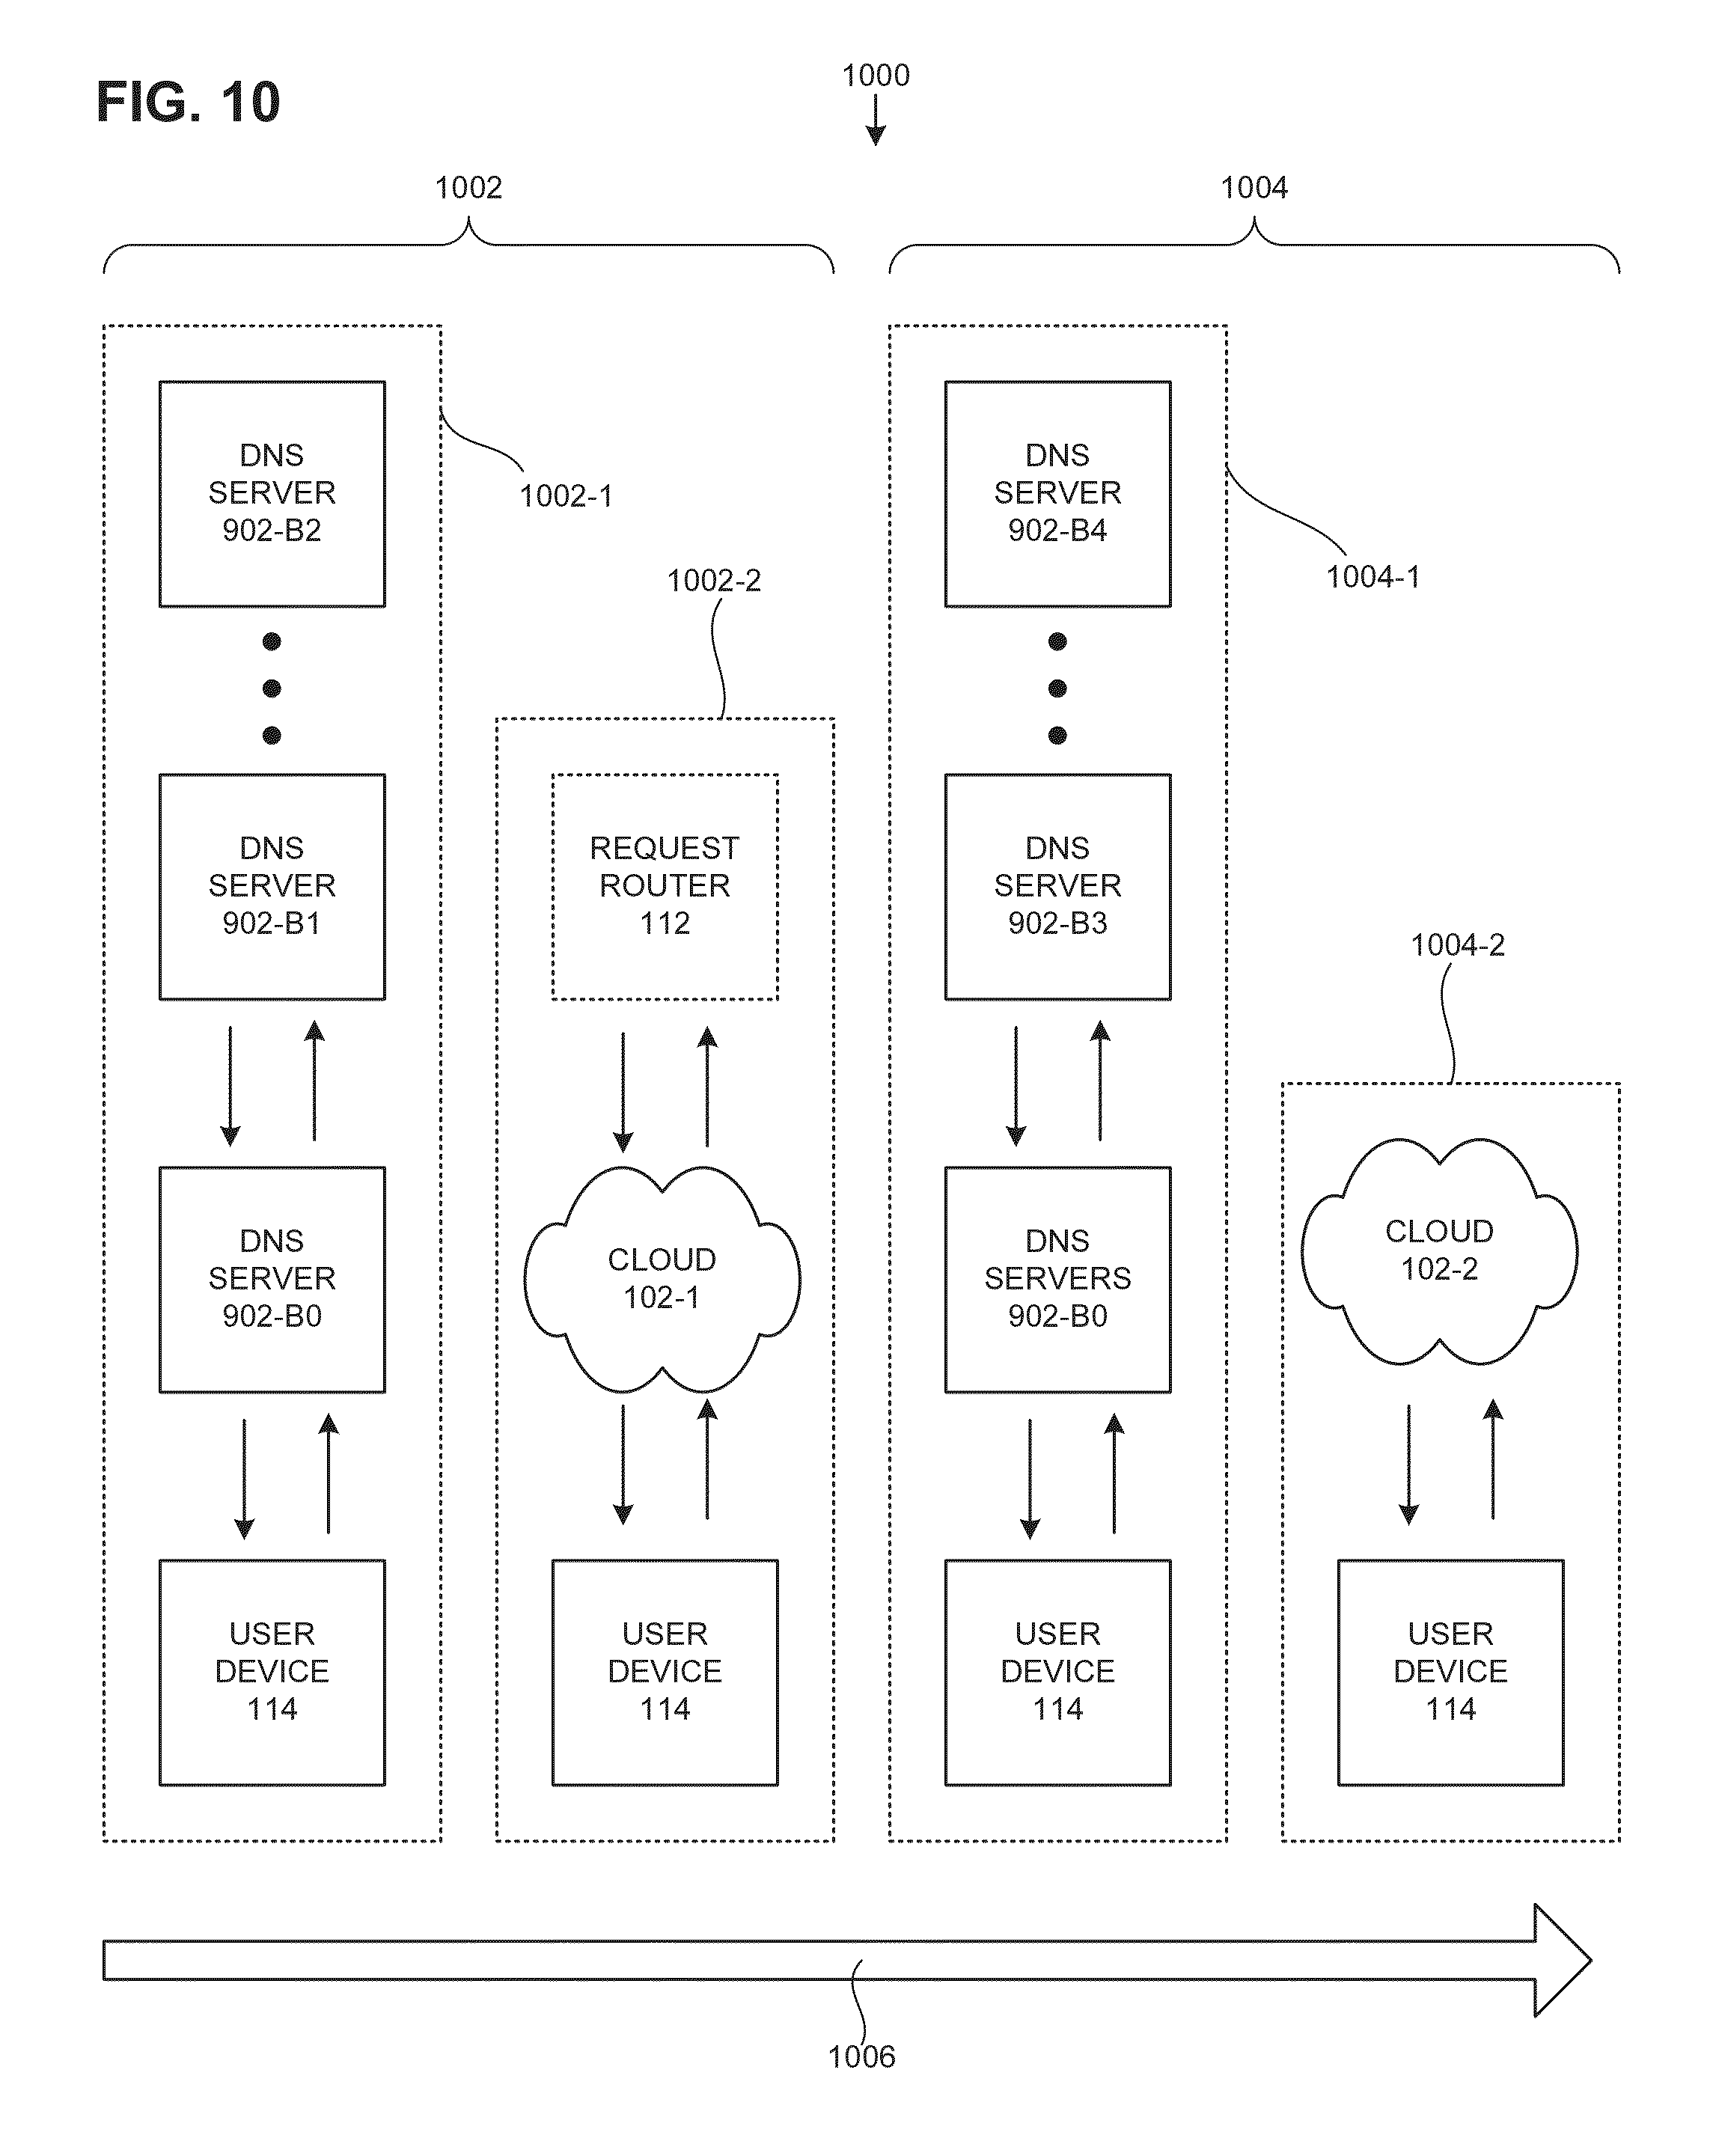 FIG. 10
1000
1002
1004
DNS
SERVER
902-B2
1002-1
DNS
SERVER
902-B1
DNS
SERVER
902-B0
USER
DEVICE
114
1002-2
REQUEST
ROUTER
112
CLOUD
102-1
USER
DEVICE
114
DNS
SERVER
902-B4
1004-1
DNS
SERVER
902-B3
DNS
SERVERS
902-B0
USER
DEVICE
114
1004-2
CLOUD
102-2
USER
DEVICE
114
1006